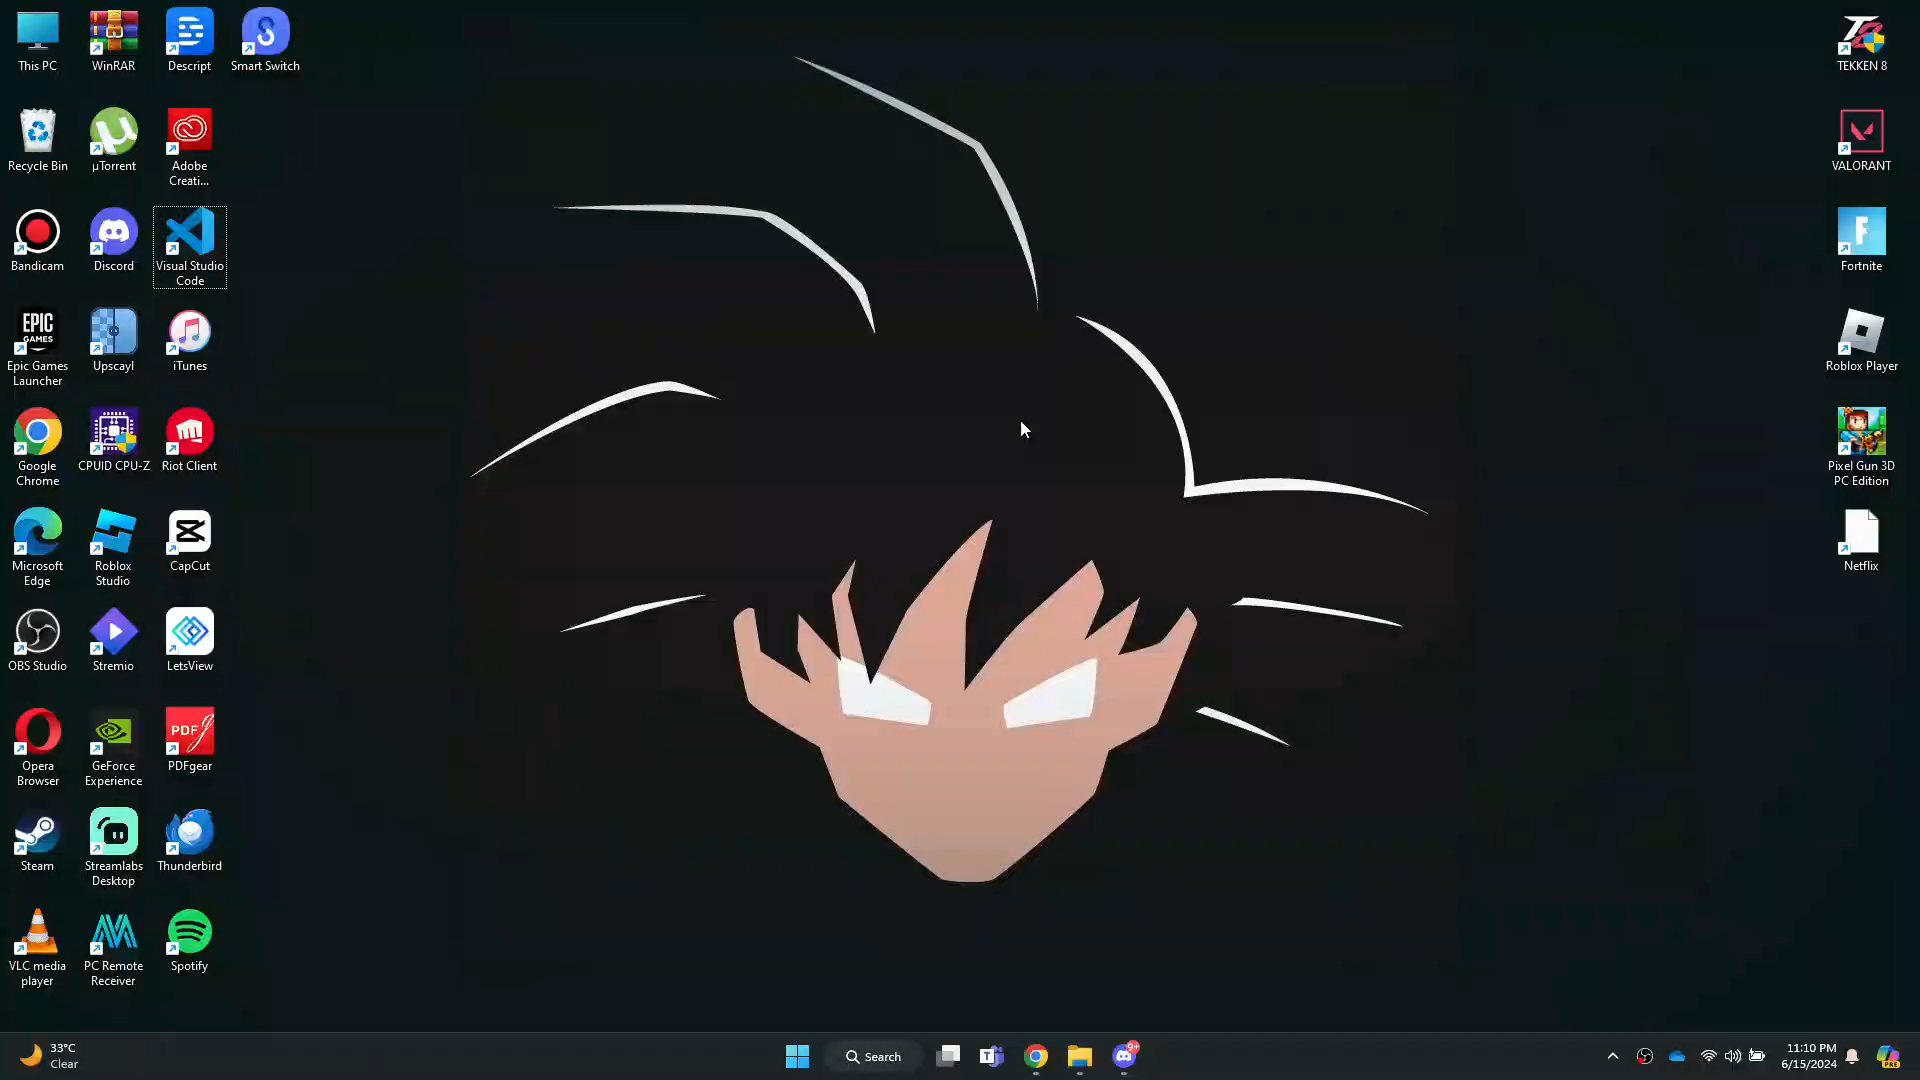 This PC
WinRAR
Descript
Smart Switch
Recycle Bin
µTorrent
Adobe
Creati...
Bandicam
Discord
Visual Studio
Code
EPIC
GAMES
Epic Games
Launcher
Upscayl
iTunes
Google
Chrome
CPUID CPU-Z
Riot Client
Microsoft
Edge
Roblox
Studio
CapCut
OBS Studio
Stremio
LetsView
Opera
Browser
GeForce
Experience
PDF
PDFgear
Steam
Streamlabs
Desktop
Thunderbird
VLC media
player
PC Remote
Receiver
Spotify
TEKKEN 8
VALORANT
Fortnite
Roblox Player
Pixel Gun 3D
PC Edition
Netflix
33°C
Clear
Search
9+
11:10 PM
6/15/2024
PRE